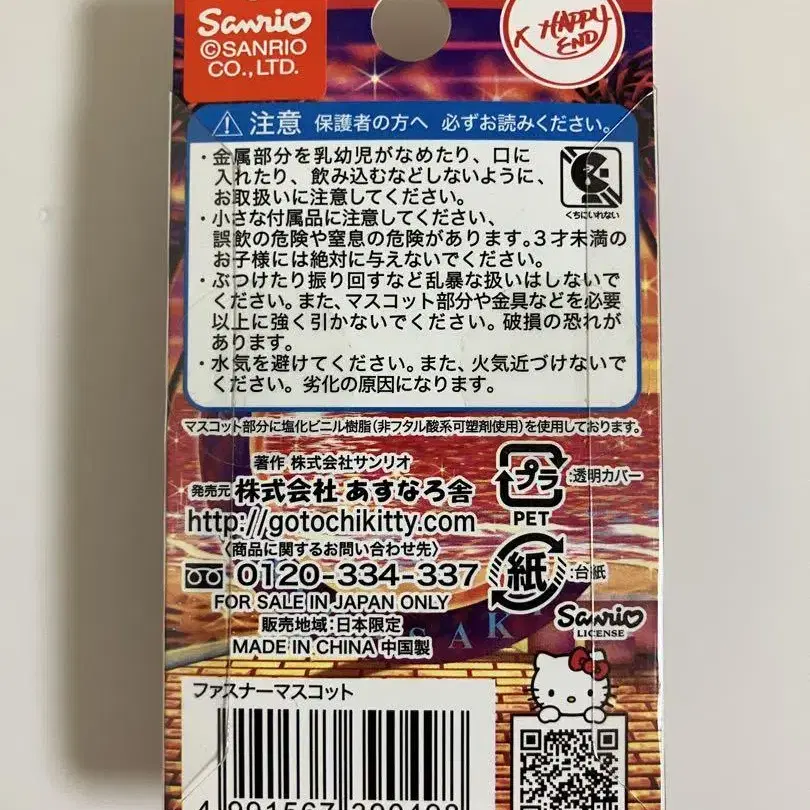 Sanrio
©SANRIO
CO., LTD.
HAPPY
END
注意 保護者の方へ 必ずお読みください。
・金属部分を乳幼児がなめたり、口に
入れたり、飲み込むなどしないように、
お取扱いに注意してください。
くちにいれない
・小さな付属品に注意してください、
誤飲の危険や窒息の危険があります。3才未満の
お子様には絶対に与えないでください。
・ぶつけたり振り回すなど乱暴な扱いはしないで
ください。また、マスコット部分や金具などを必要
以上に強く引かないでください。破損の恐れが
あります。
・水気を避けてください。また、火気近づけないで
ください。劣化の原因になります。
マスコット部分に塩化ビニル樹脂(非フタル酸系可塑剤使用)を使用しております。
著作 株式会社サンリオ
発売元 株式会社 あすなろ舎
プラ :透明カバー
PET
http://gotochikitty.com
〈商品に関するお問い合わせ先〉
0120-334-337
紙 :台紙
FOR SALE IN JAPAN ONLY
販売地域:日本限定
MADE IN CHINA 中国製
SAK
Sanrio
LICENSE
ファスナーマスコット